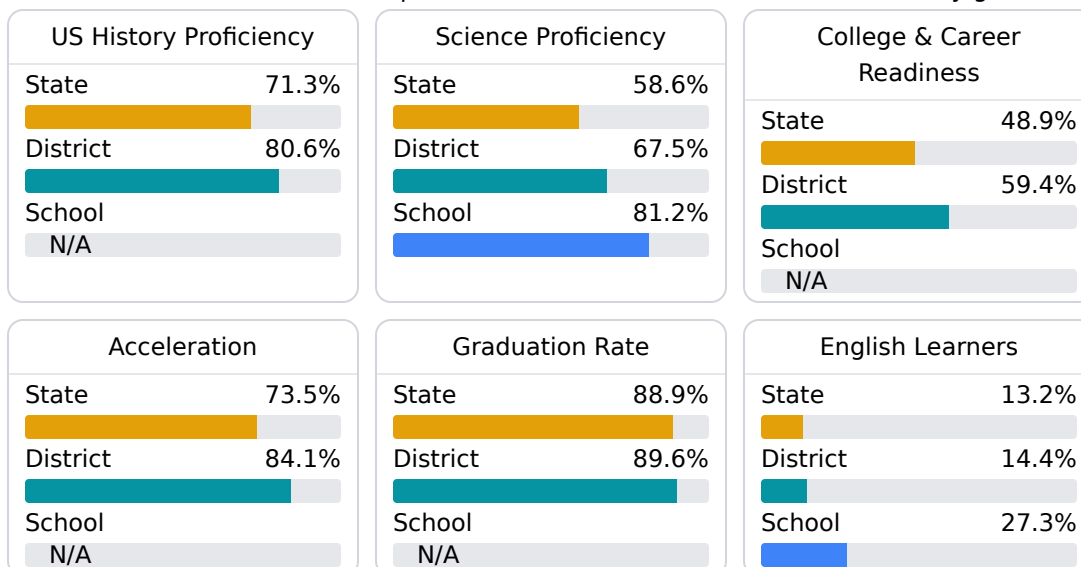 US History Proficiency
State 71.3%
District 80.6%
School
N/A
Science Proficiency
State 58.6%
District 67.5%
School 81.2%
College & Career
Readiness
State 48.9%
District 59.4%
School
N/A
Acceleration
State 73.5%
District 84.1%
School
N/A
Graduation Rate
State 88.9%
District 89.6%
School
N/A
English Learners
State 13.2%
District 14.4%
School 27.3%